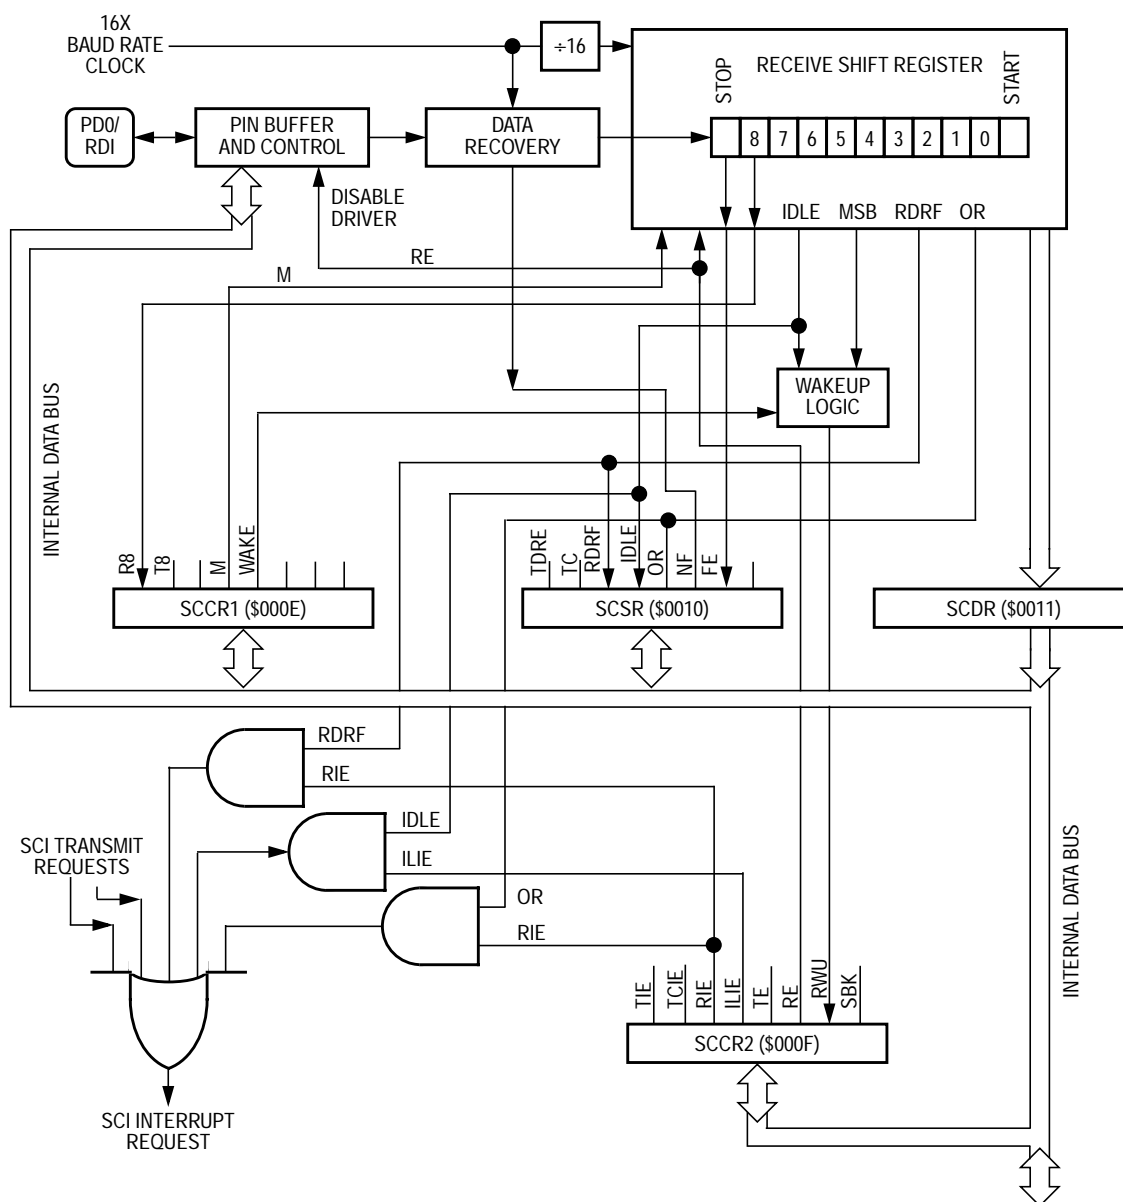 16X
BAUD RATE
CLOCK
÷16
RECEIVE SHIFT REGISTER
STOP
START
PD0/
RDI
PIN BUFFER
AND CONTROL
DATA
RECOVERY
8 7 6 5 4 3 2 1 0
DISABLE
DRIVER
IDLE
MSB
RDRF
OR
RE
M
WAKEUP
LOGIC
INTERNAL DATA BUS
R8
T8
M
WAKE
TDRE
TC
RDRF
IDLE
OR
NF
FE
SCCR1 ($000E)
SCSR ($0010)
SCDR ($0011)
RDRF
RIE
IDLE
ILIE
SCI TRANSMIT
REQUESTS
OR
RIE
INTERNAL DATA BUS
TIE
TCIE
RIE
ILIE
TE
RE
RWU
SBK
SCCR2 ($000F)
SCI INTERRUPT
REQUEST